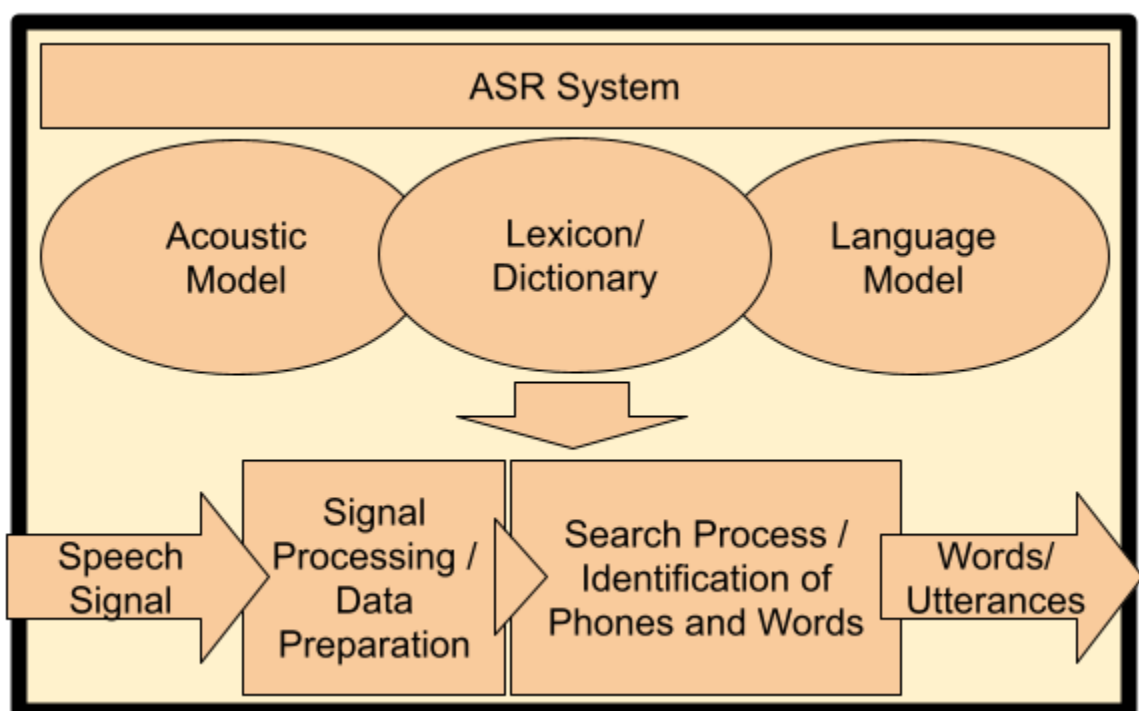 ASR System
Acoustic
Model
Lexicon/
Dictionary
Language
Model
Speech
Signal
Signal
Processing /
Data
Preparation
Search Process /
Identification of
Phones and Words
Words/
Utterances